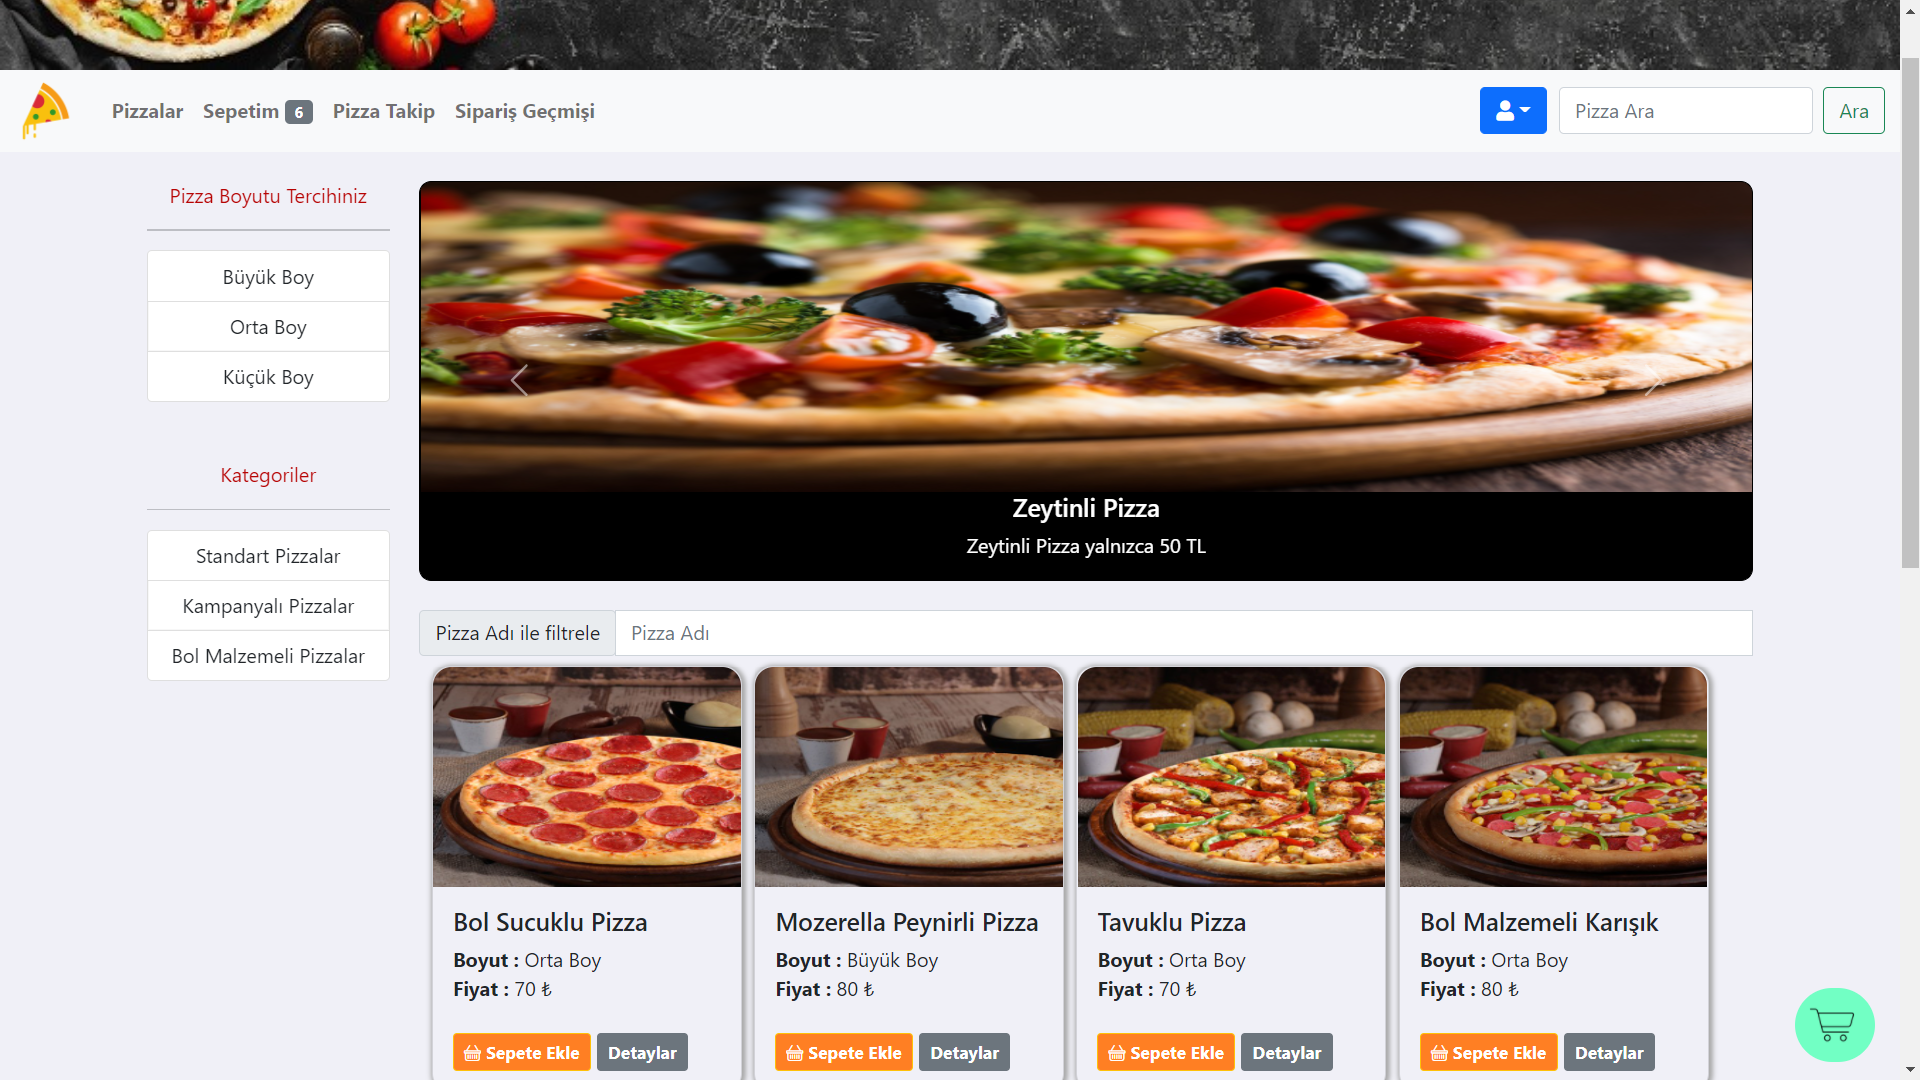 Pizzalar Sepetim 6 Pizza Takip Sipariş Geçmişi Pizza Ara Ara
Pizza Boyutu Tercihiniz
Büyük Boy
Orta Boy
Küçük Boy
Kategoriler
Standart Pizzalar
Kampanyalı Pizzalar
Bol Malzemeli Pizzalar
Zeytinli Pizza
Zeytinli Pizza yalnızca 50 TL
Pizza Adı ile filtrele Pizza Adı
Bol Sucuklu Pizza
Boyut : Orta Boy
Fiyat : 70 ₺
Sepete Ekle Detaylar
Mozerella Peynirli Pizza
Boyut : Büyük Boy
Fiyat : 80 ₺
Sepete Ekle Detaylar
Tavuklu Pizza
Boyut : Orta Boy
Fiyat : 70 ₺
Sepete Ekle Detaylar
Bol Malzemeli Karışık
Boyut : Orta Boy
Fiyat : 80 ₺
Sepete Ekle Detaylar